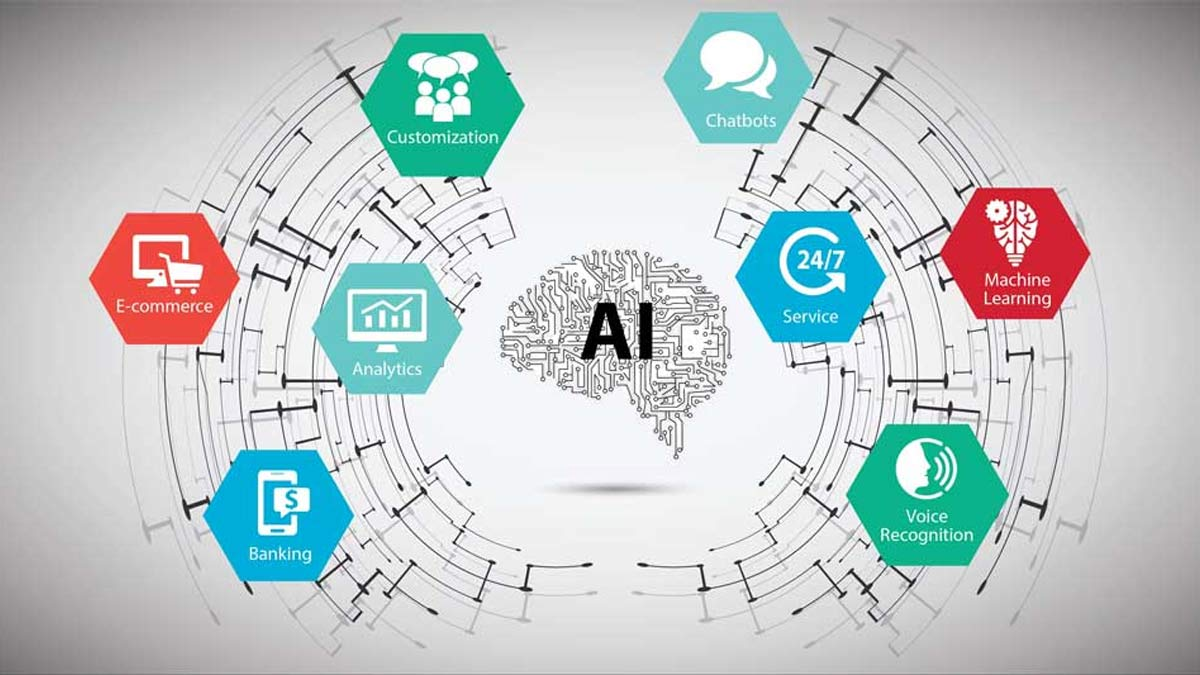 Customization
Chatbots
E-commerce
Analytics
AI
24/7
Service
Machine
Learning
$
Banking
Voice
Recognition